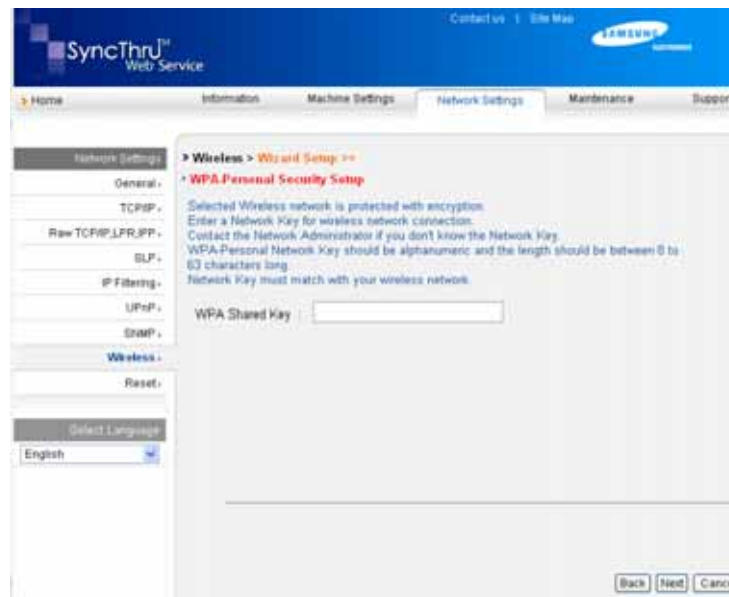 Contact us | Site Map
SAMSUNG
ELECTRONICS
SyncThru™
Web Service
Home
Information
Machine Settings
Network Settings
Maintenance
Suppor
Network Settings
General
TCP/IP
Raw TCP/IP,LPR,IPP
SLP
IP Filtering
UPnP
SNMP
Wireless
Reset
Select Language
English
Wireless > Wizard Setup >>
WPA-Personal Security Setup
Selected Wireless network is protected with encryption.
Enter a Network Key for wireless network connection.
Contact the Network Administrator if you don't know the Network Key.
WPA-Personal Network Key should be alphanumeric and the length should be between 8 to
63 characters long.
Network Key must match with your wireless network.
WPA Shared Key :
Back
Next
Canc